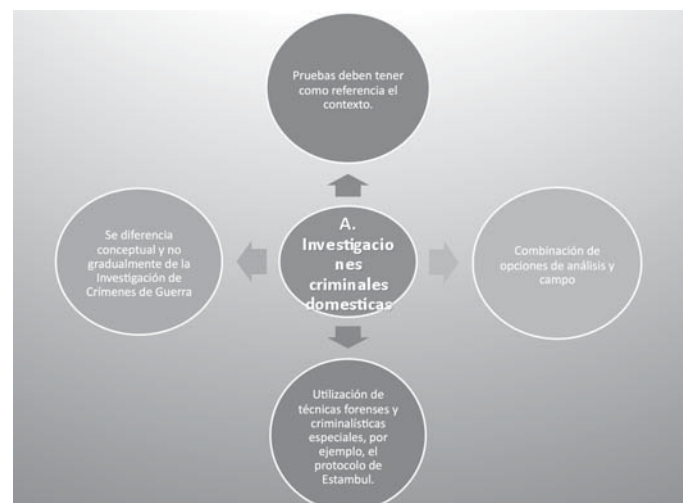 Pruebas deben tener
como referencia el
contexto.
Se diferencia
conceptual y no
gradualmente de la
Investigación de
Crímenes de Guerra
A.
Investigacio
nes
criminales
domesticas
Combinación de
opciones de análisis y
campo
Utilización de
técnicas forenses y
criminalísticas
especiales, por
ejemplo, el
protocolo de
Estambul.